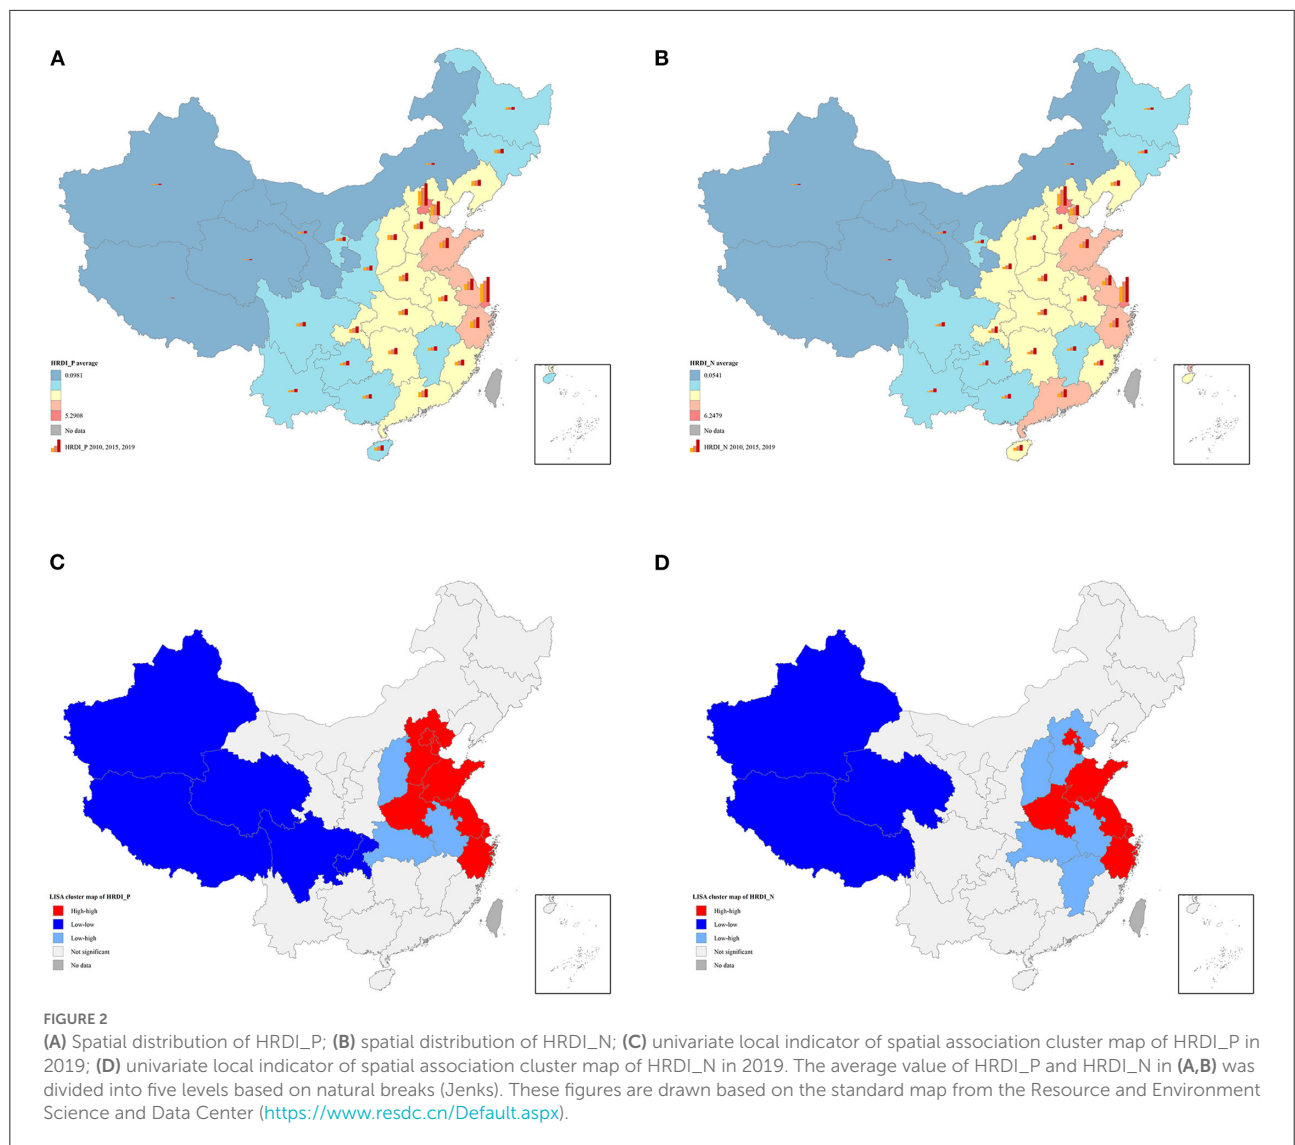 A
B
HRDI_P average
0.0981
5.2908
No data
HRDI_P 2010, 2015, 2019
HRDI_N average
0.0541
6.2479
No data
HRDI_N 2010, 2015, 2019
C
D
LISA cluster map of HRDI_P
High-high
Low-low
Low-high
Not significant
No data
LISA cluster map of HRDI_N
High-high
Low-low
Low-high
Not significant
No data
FIGURE 2
(A) Spatial distribution of HRDI_P; (B) spatial distribution of HRDI_N; (C) univariate local indicator of spatial association cluster map of HRDI_P in
2019; (D) univariate local indicator of spatial association cluster map of HRDI_N in 2019. The average value of HRDI_P and HRDI_N in (A,B) was
divided into five levels based on natural breaks (Jenks). These figures are drawn based on the standard map from the Resource and Environment
Science and Data Center (https://www.resdc.cn/Default.aspx).